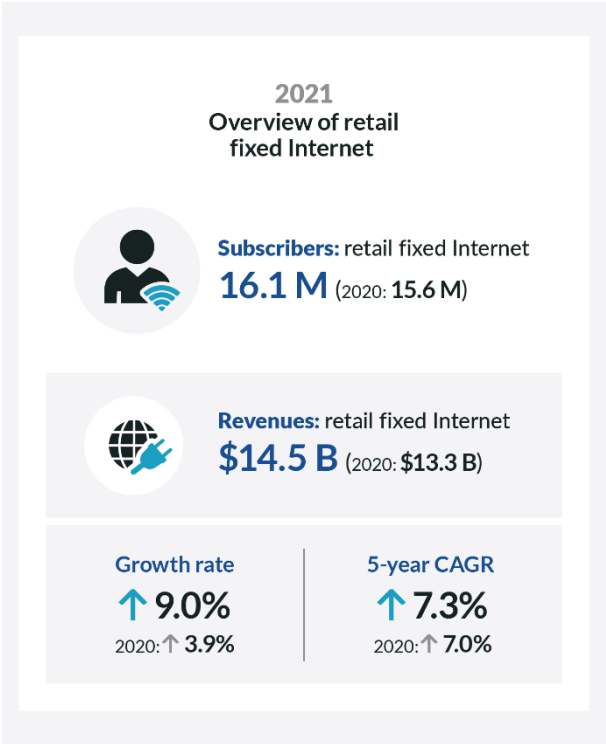 2021
Overview of retail
fixed Internet
Subscribers: retail fixed Internet
16.1 M (2020: 15.6 M)
Revenues: retail fixed Internet
$14.5 B (2020: $13.3 B)
Growth rate
↑ 9.0%
2020: ↑ 3.9%
5-year CAGR
↑ 7.3%
2020: ↑ 7.0%